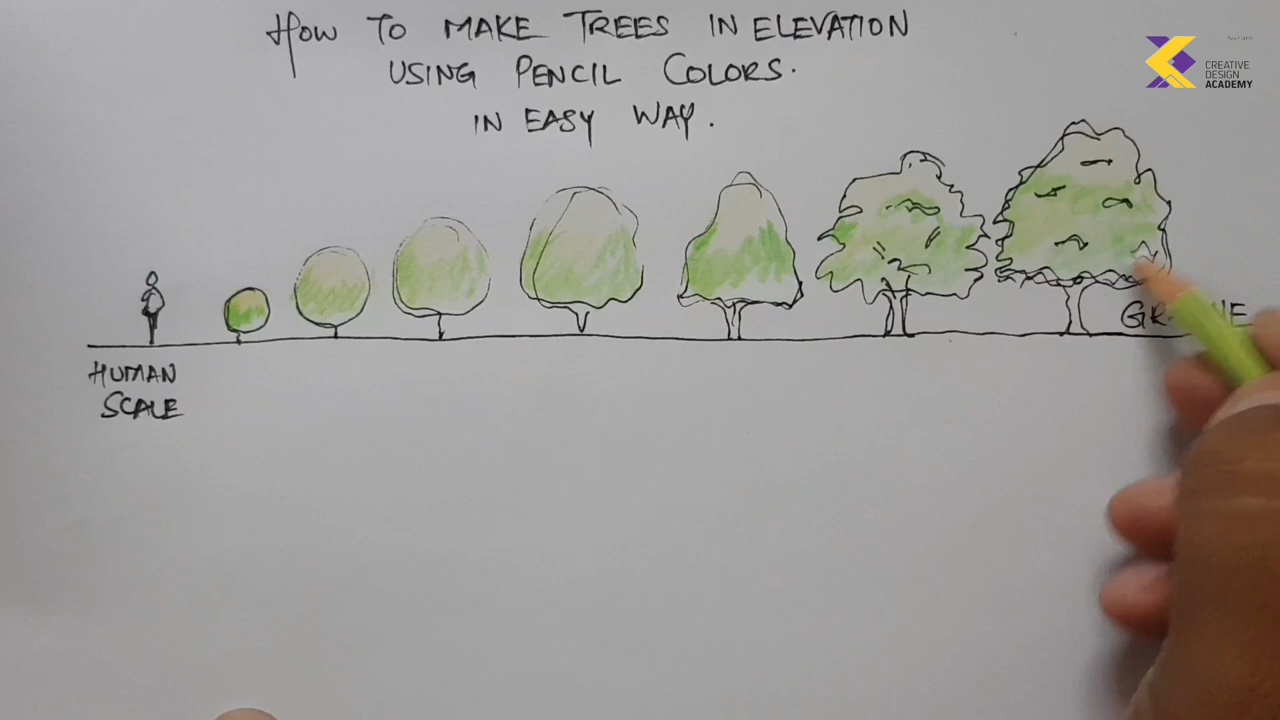 How TO MAKE TREES IN ELEVATION
USING PENCIL COLORS.
IN EASY WAY.
CREATIVE
DESIGN
ACADEMY
HUMAN
SCALE